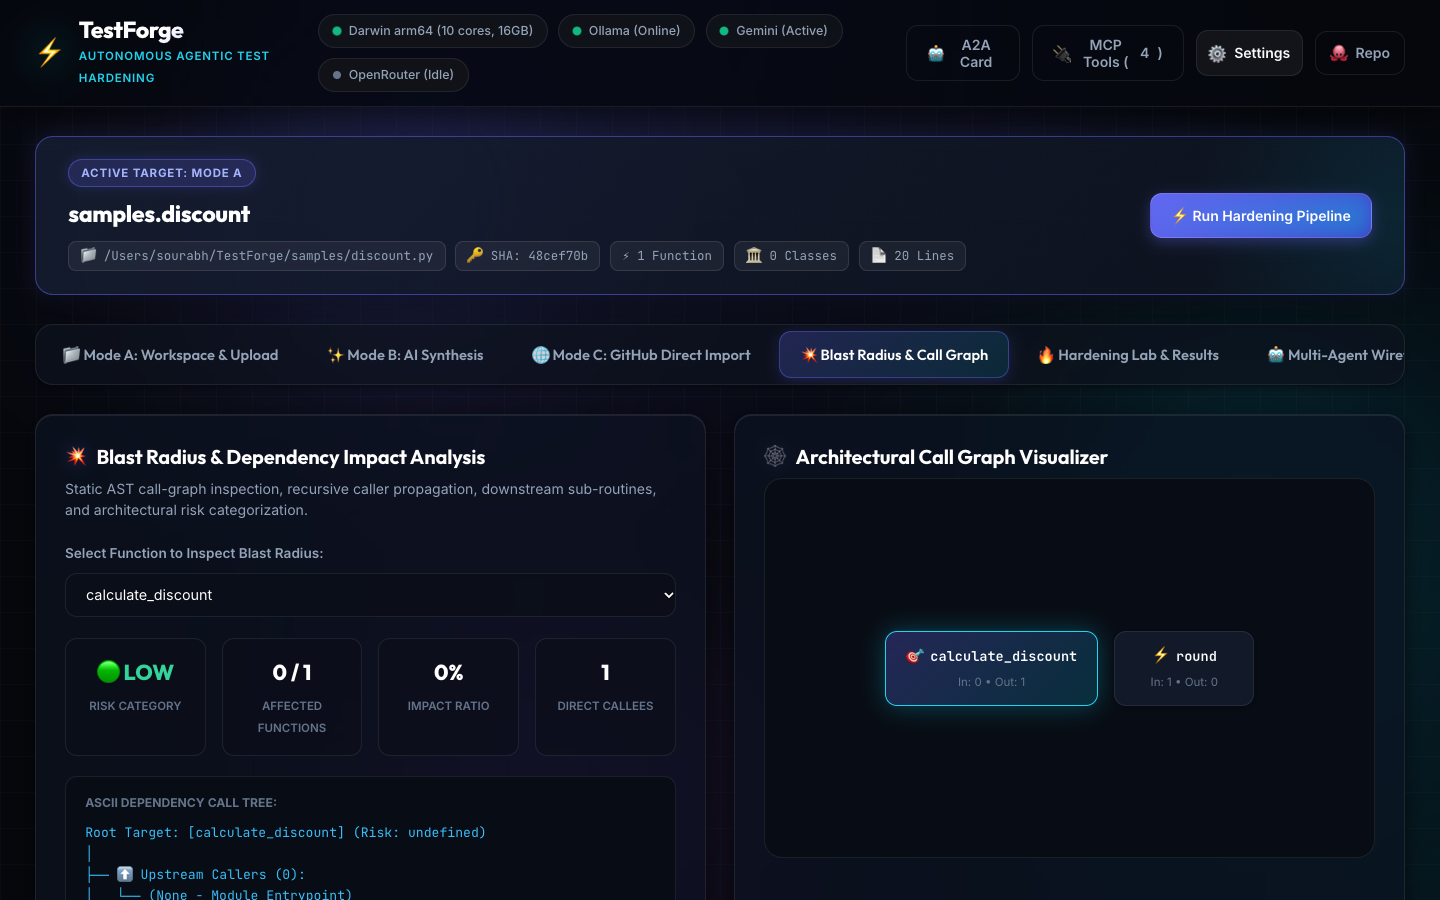 TestForge
AUTONOMOUS AGENTIC TEST
HARDENING
Darwin arm64 (10 cores, 16GB)
Ollama (Online)
Gemini (Active)
OpenRouter (Idle)
A2A
Card
MCP
Tools ( 4 )
Settings
Repo
ACTIVE TARGET: MODE A
samples.discount
/Users/sourabh/TestForge/samples/discount.py
SHA: 48cef70b
⚡ 1 Function
0 Classes
20 Lines
Run Hardening Pipeline
Mode A: Workspace & Upload
Mode B: AI Synthesis
Mode C: GitHub Direct Import
Blast Radius & Call Graph
Hardening Lab & Results
Multi-Agent Wire
Blast Radius & Dependency Impact Analysis
Static AST call-graph inspection, recursive caller propagation, downstream sub-routines,
and architectural risk categorization.
Select Function to Inspect Blast Radius:
calculate_discount
LOW
RISK CATEGORY
0 / 1
AFFECTED
FUNCTIONS
0%
IMPACT RATIO
1
DIRECT CALLEES
ASCII DEPENDENCY CALL TREE:
Root Target: [calculate_discount] (Risk: undefined)
│
├── ⬆️ Upstream Callers (0):
│   └── (None - Module Entrypoint)
Architectural Call Graph Visualizer
calculate_discount
In: 0 • Out: 1
round
In: 1 • Out: 0